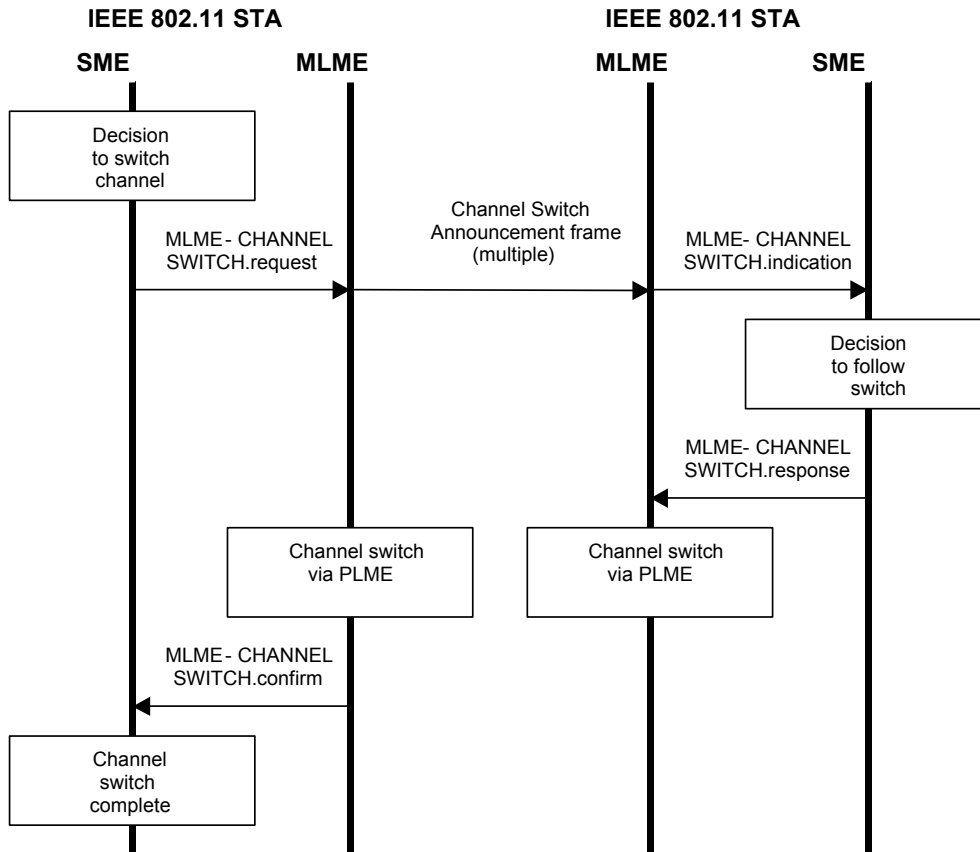 IEEE 802.11 STA
IEEE 802.11 STA
SME
MLME
MLME
SME
Decision
to switch
channel
MLME- CHANNEL
SWITCH.request
Channel Switch
Announcement frame
(multiple)
MLME- CHANNEL
SWITCH.indication
Decision
to follow
switch
MLME- CHANNEL
SWITCH.response
Channel switch
via PLME
Channel switch
via PLME
MLME- CHANNEL
SWITCH.confirm
Channel
switch
complete